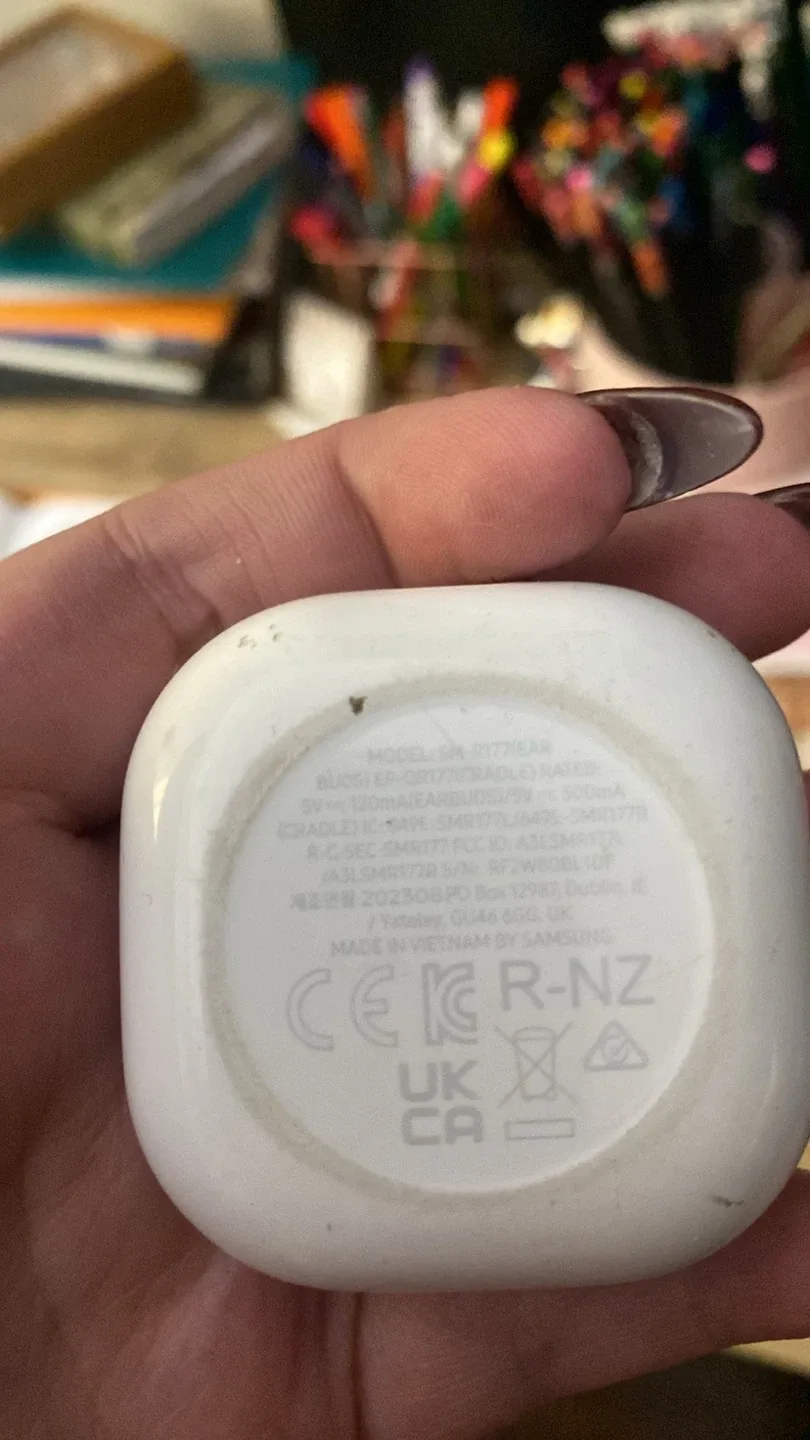 MODEL: SM-R177(EAR
BUDS) EP-QR177(CRADLE) RATED:
5V ⎓ 120mA(EARBUDS)/5V ⎓ 500mA
(CRADLE) IC: 649E-SMR177L/649E-SMR177R
R-C-SEC-SMR177 FCC ID: A3LSMR177L
/A3LSMR177R S/N:
제조연월 202308 PO Box 12987, Dublin, IE
/ Yateley, GU46 6GG, UK
MADE IN VIETNAM BY SAMSUNG
CE KC R-NZ
UK
CA